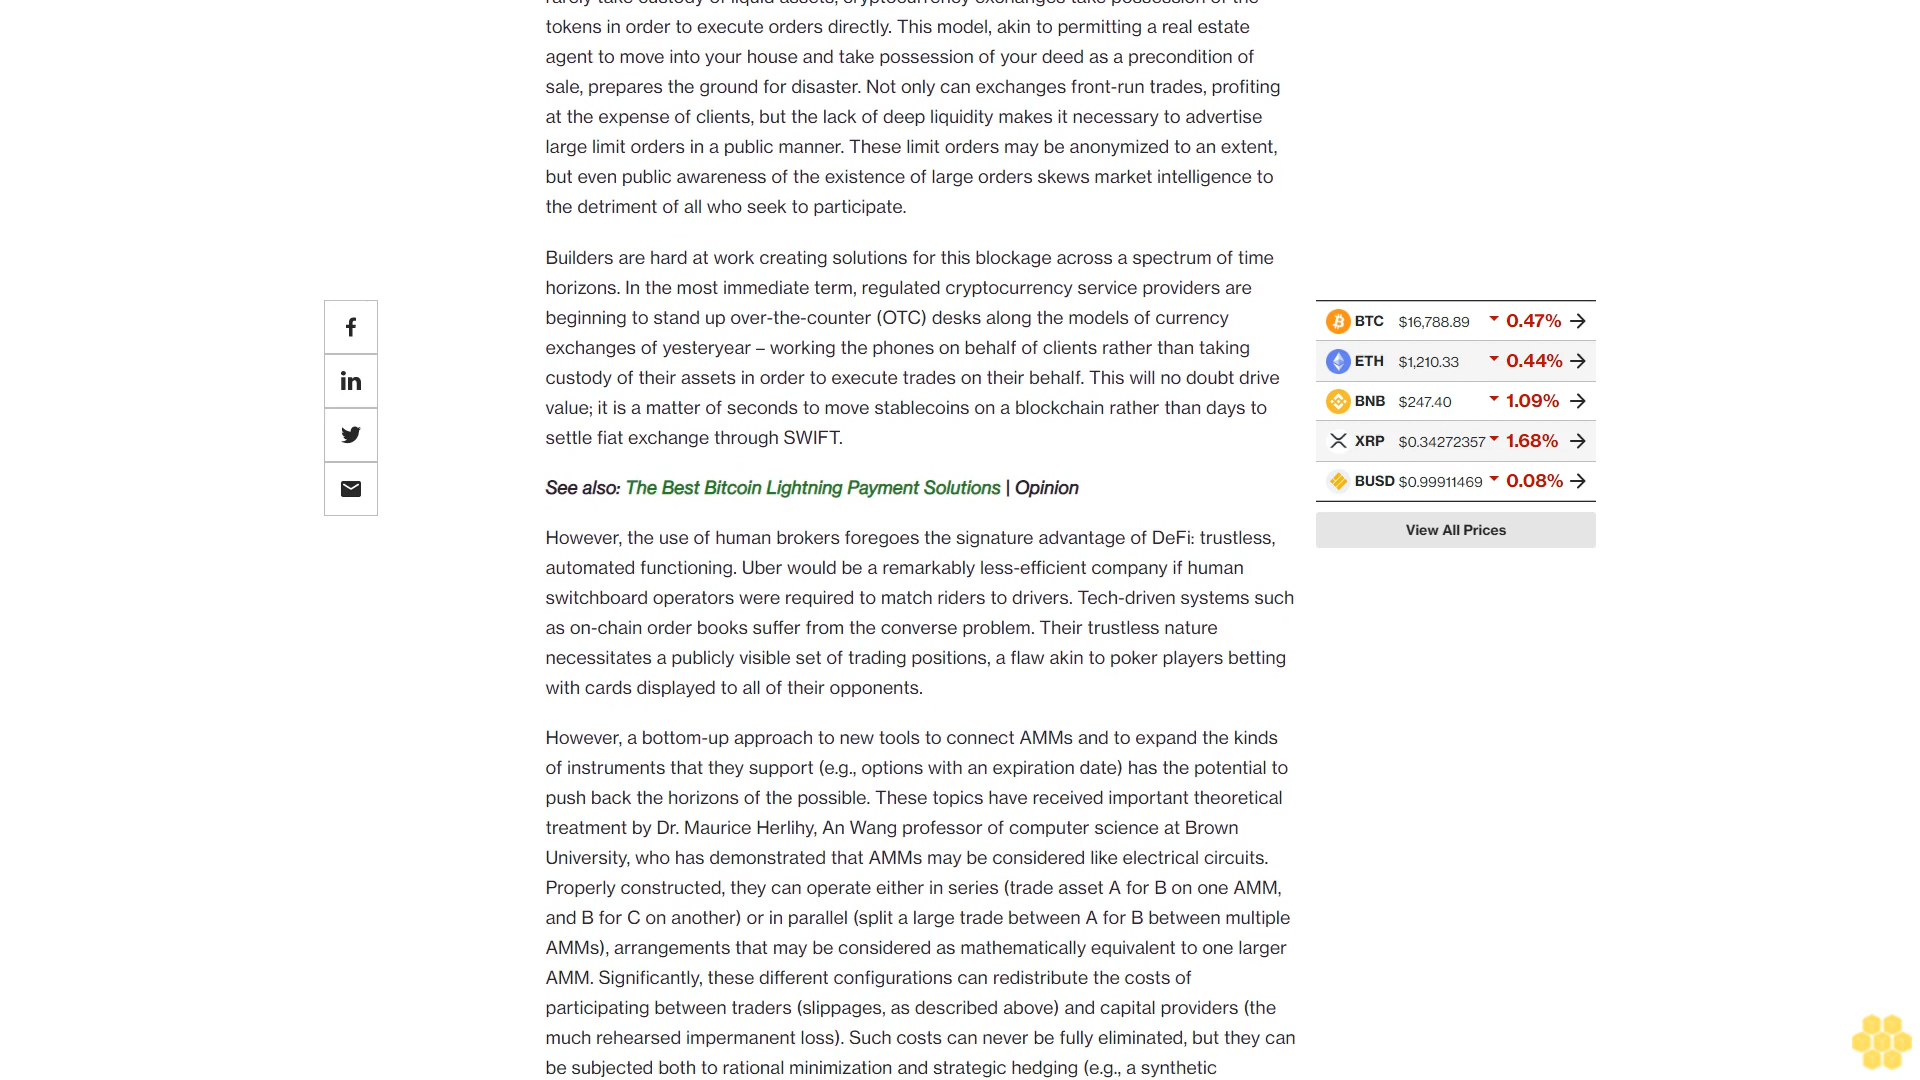 rarely take custody of liquid assets, cryptocurrency exchanges take possession of the
tokens in order to execute orders directly. This model, akin to permitting a real estate
agent to move into your house and take possession of your deed as a precondition of
sale, prepares the ground for disaster. Not only can exchanges front-run trades, profiting
at the expense of clients, but the lack of deep liquidity makes it necessary to advertise
large limit orders in a public manner. These limit orders may be anonymized to an extent,
but even public awareness of the existence of large orders skews market intelligence to
the detriment of all who seek to participate.
Builders are hard at work creating solutions for this blockage across a spectrum of time
horizons. In the most immediate term, regulated cryptocurrency service providers are
beginning to stand up over-the-counter (OTC) desks along the models of currency
exchanges of yesteryear – working the phones on behalf of clients rather than taking
custody of their assets in order to execute trades on their behalf. This will no doubt drive
value; it is a matter of seconds to move stablecoins on a blockchain rather than days to
settle fiat exchange through SWIFT.
See also: The Best Bitcoin Lightning Payment Solutions | Opinion
However, the use of human brokers foregoes the signature advantage of DeFi: trustless,
automated functioning. Uber would be a remarkably less-efficient company if human
switchboard operators were required to match riders to drivers. Tech-driven systems such
as on-chain order books suffer from the converse problem. Their trustless nature
necessitates a publicly visible set of trading positions, a flaw akin to poker players betting
with cards displayed to all of their opponents.
However, a bottom-up approach to new tools to connect AMMs and to expand the kinds
of instruments that they support (e.g., options with an expiration date) has the potential to
push back the horizons of the possible. These topics have received important theoretical
treatment by Dr. Maurice Herlihy, An Wang professor of computer science at Brown
University, who has demonstrated that AMMs may be considered like electrical circuits.
Properly constructed, they can operate either in series (trade asset A for B on one AMM,
and B for C on another) or in parallel (split a large trade between A for B between multiple
AMMs), arrangements that may be considered as mathematically equivalent to one larger
AMM. Significantly, these different configurations can redistribute the costs of
participating between traders (slippages, as described above) and capital providers (the
much rehearsed impermanent loss). Such costs can never be fully eliminated, but they can
be subjected both to rational minimization and strategic hedging (e.g., a synthetic
BTC $16,788.89 0.47%
ETH $1,210.33 0.44%
BNB $247.40 1.09%
XRP $0.34272357 1.68%
BUSD $0.99911469 0.08%
View All Prices